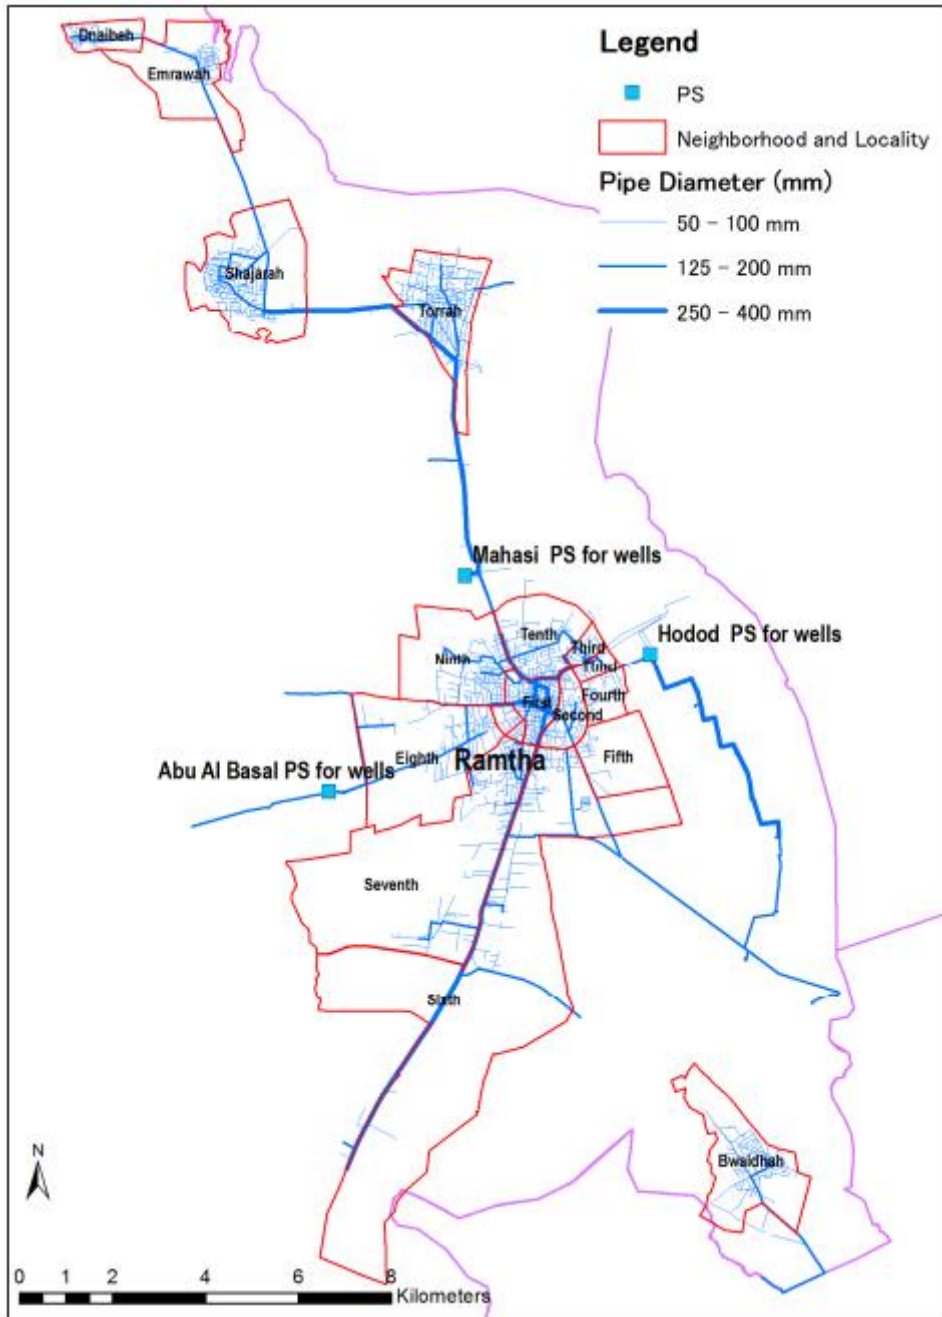 Dnaibeh
Emrawah
Legend
PS
Neighborhood and Locality
Pipe Diameter (mm)
50 - 100 mm
125 - 200 mm
250 - 400 mm
Shajarah
Torrah
Mahasi PS for wells
Hodod PS for wells
Tenth
Third
Third
Ninth
Fourth
First
Second
Eighth
Ramtha
Fifth
Abu Al Basal PS for wells
Seventh
Sixth
Bwaidhah
N
0 1 2 4 6 8
Kilometers